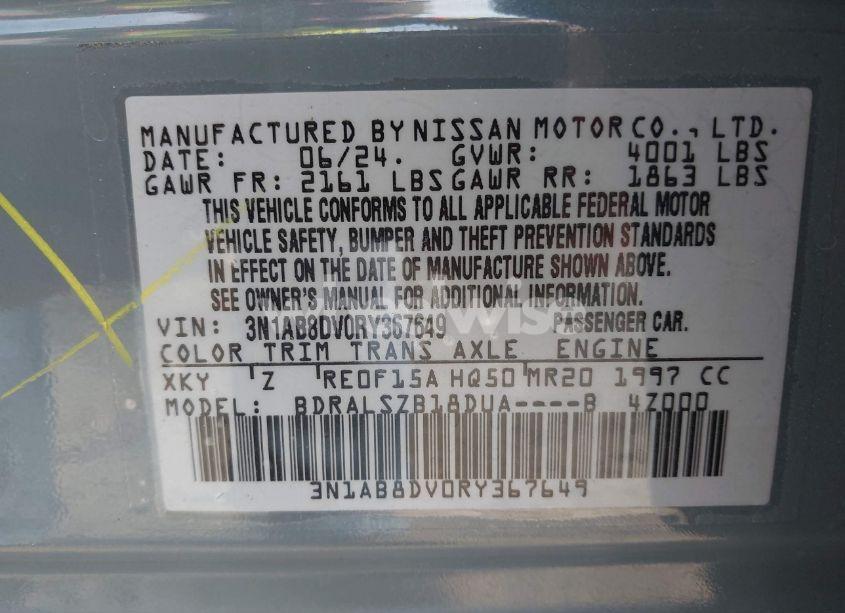 MANUFACTURED BY NISSAN MOTOR CO., LTD.
DATE: 06/24. GVWR: 4001 LBS
GAWR FR: 2161 LBS GAWR RR: 1863 LBS
THIS VEHICLE CONFORMS TO ALL APPLICABLE FEDERAL MOTOR
VEHICLE SAFETY, BUMPER AND THEFT PREVENTION STANDARDS
IN EFFECT ON THE DATE OF MANUFACTURE SHOWN ABOVE.
SEE OWNER'S MANUAL FOR ADDITIONAL INFORMATION.
VIN: 3N1AB8DV0RY367649 PASSENGER CAR.
COLOR TRIM TRANS AXLE ENGINE
XKY Z RE0F15A HQ50 MR20 1997 CC
MODEL: BDRALSZB18DUA----B 4Z000
3N1AB8DV0RY367649